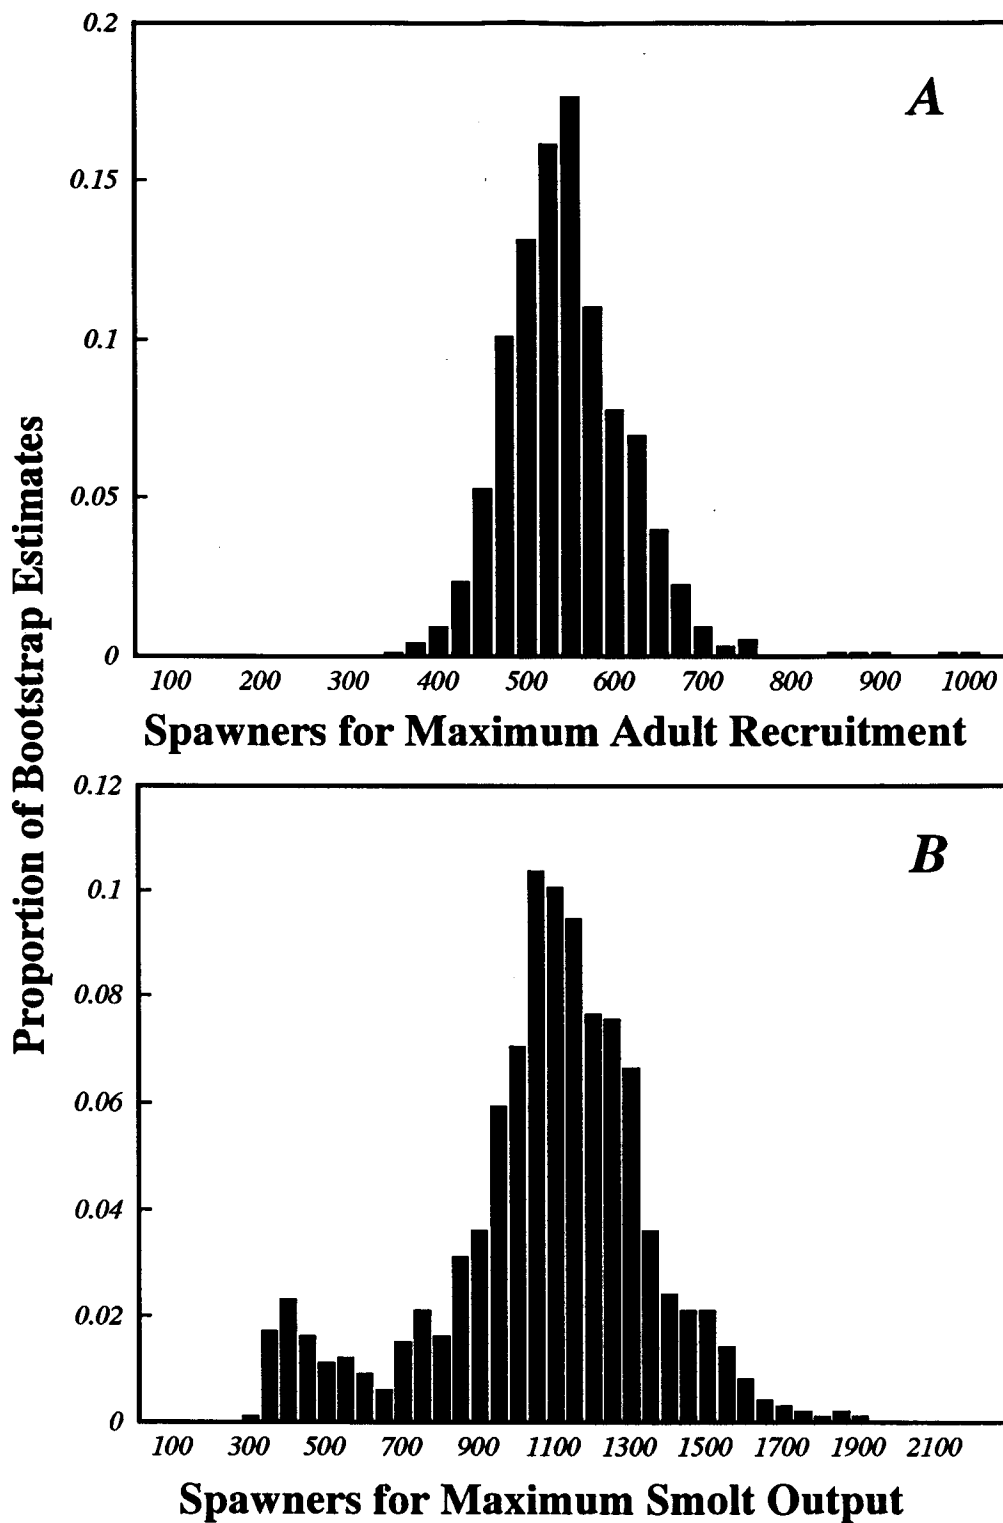 Proportion of Bootstrap Estimates
A
0.2
0.15
0.1
0.05
0
100 200 300 400 500 600 700 800 900 1000
Spawners for Maximum Adult Recruitment
B
0.12
0.1
0.08
0.06
0.04
0.02
0
100 300 500 700 900 1100 1300 1500 1700 1900 2100
Spawners for Maximum Smolt Output